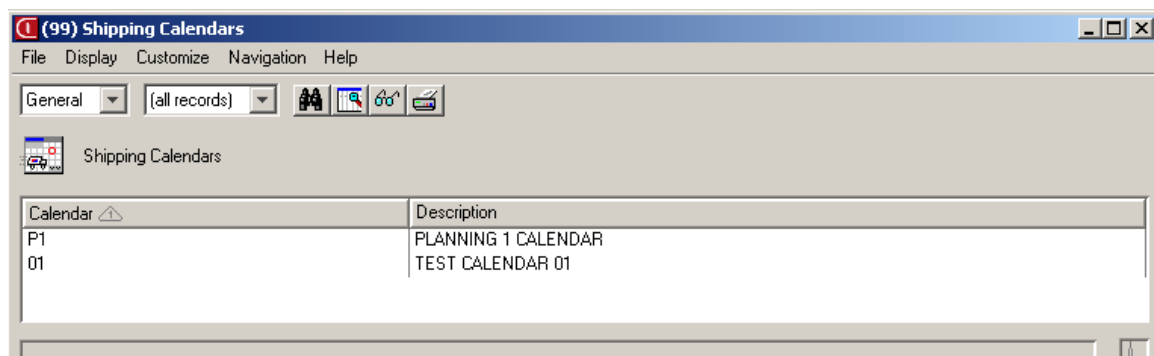 (99) Shipping Calendars
File Display Customize Navigation Help
General (all records)
Shipping Calendars
Calendar 1 Description
P1 PLANNING 1 CALENDAR
01 TEST CALENDAR 01